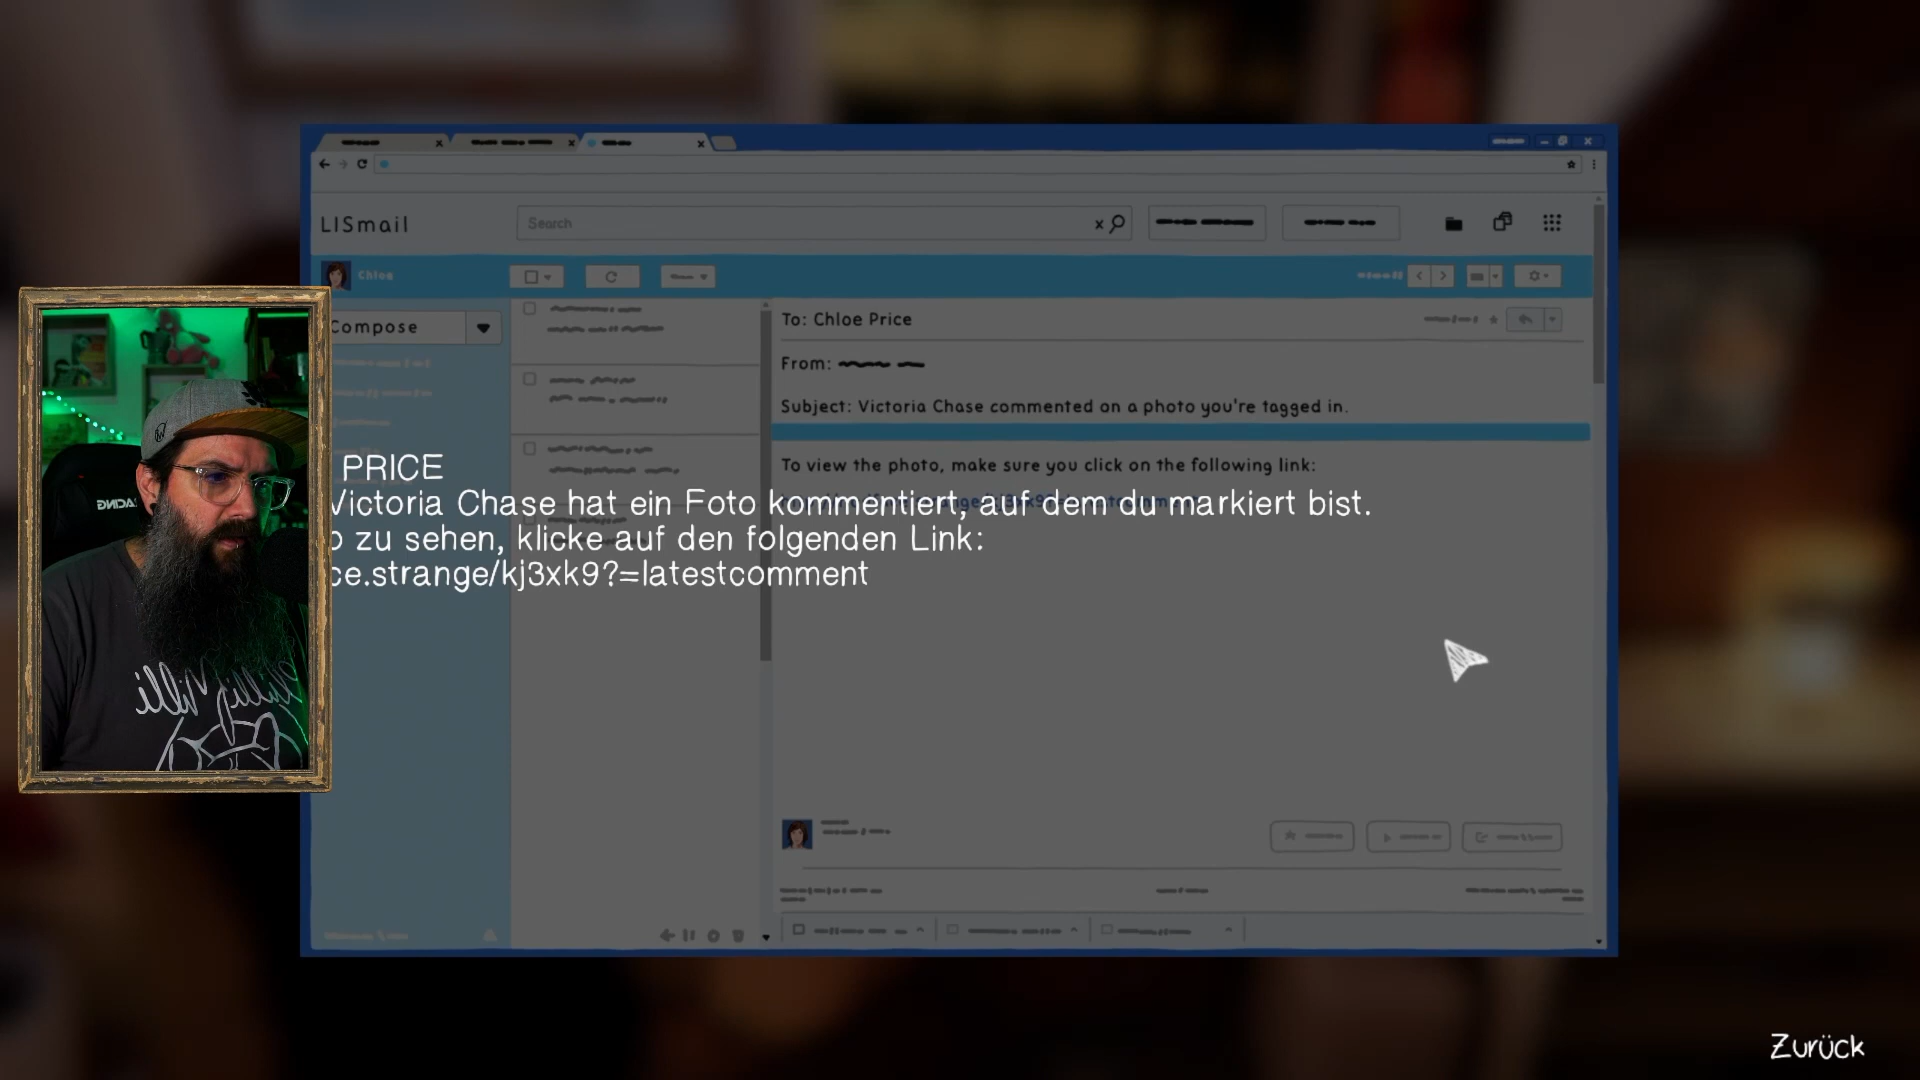 LISmail
Search
Chloe
Compose
To: Chloe Price
From:
Subject: Victoria Chase commented on a photo you're tagged in.
To view the photo, make sure you click on the following link:
PRICE
Victoria Chase hat ein Foto kommentiert, auf dem du markiert bist.
zu sehen, klicke auf den folgenden Link:
ce.strange/kj3xk9?=latestcomment
Zurück